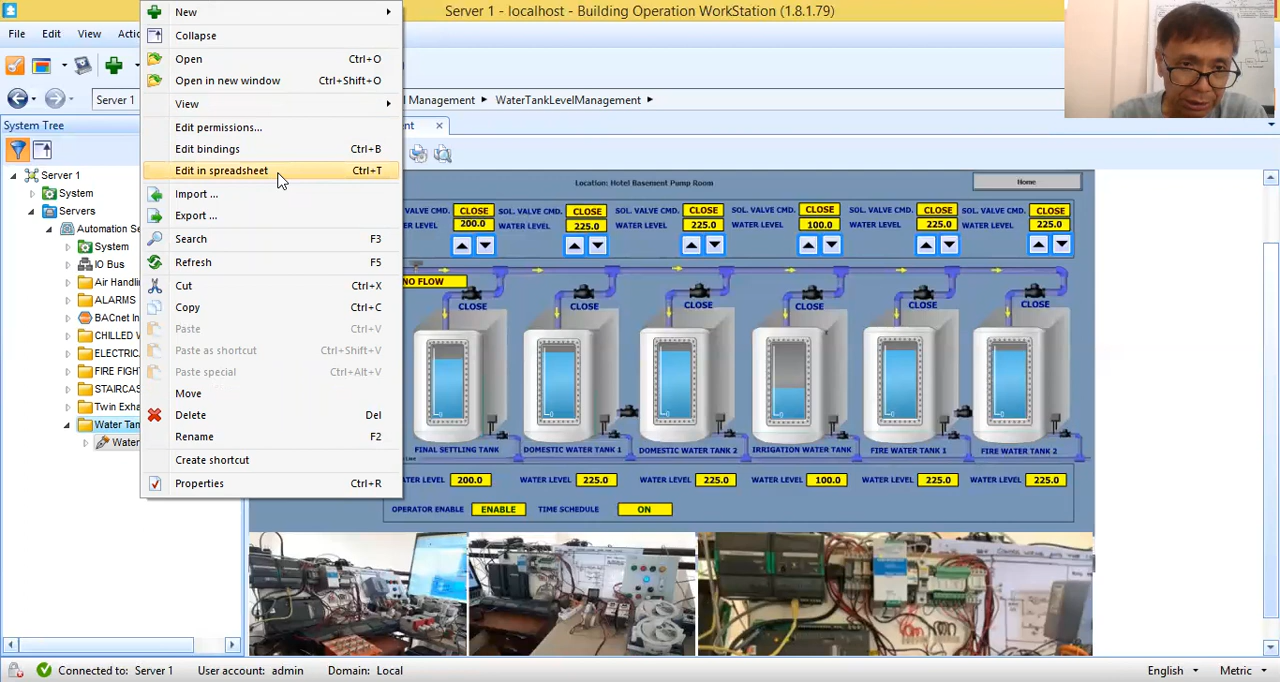 Server 1 - localhost - Building Operation WorkStation (1.8.1.79)
File Edit View Actio
Server 1
l Management WaterTankLevelManagement
System Tree
ent
Server 1
System
Servers
Automation Se
System
IO Bus
Air Handlin
ALARMS
BACnet In
CHILLED W
ELECTRICA
FIRE FIGHT
STAIRCAS
Twin Exha
Water Tan
Water
New
Collapse
Open Ctrl+O
Open in new window Ctrl+Shift+O
View
Edit permissions...
Edit bindings Ctrl+B
Edit in spreadsheet Ctrl+T
Import ...
Export ...
Search F3
Refresh F5
Cut Ctrl+X
Copy Ctrl+C
Paste Ctrl+V
Paste as shortcut Ctrl+Shift+V
Paste special Ctrl+Alt+V
Move
Delete Del
Rename F2
Create shortcut
Properties Ctrl+R
Location: Hotel Basement Pump Room Home
VALVE CMD. CLOSE SOL. VALVE CMD. CLOSE SOL. VALVE CMD. CLOSE SOL. VALVE CMD. CLOSE SOL. VALVE CMD. CLOSE SOL. VALVE CMD. CLOSE
WATER LEVEL 200.0 WATER LEVEL 225.0 WATER LEVEL 225.0 WATER LEVEL 100.0 WATER LEVEL 225.0 WATER LEVEL 225.0
NO FLOW
CLOSE CLOSE CLOSE CLOSE CLOSE CLOSE
FINAL SETTLING TANK DOMESTIC WATER TANK 1 DOMESTIC WATER TANK 2 IRRIGATION WATER TANK FIRE WATER TANK 1 FIRE WATER TANK 2
WATER LEVEL 200.0 WATER LEVEL 225.0 WATER LEVEL 225.0 WATER LEVEL 100.0 WATER LEVEL 225.0 WATER LEVEL 225.0
OPERATOR ENABLE ENABLE TIME SCHEDULE ON
Connected to: Server 1 User account: admin Domain: Local English Metric